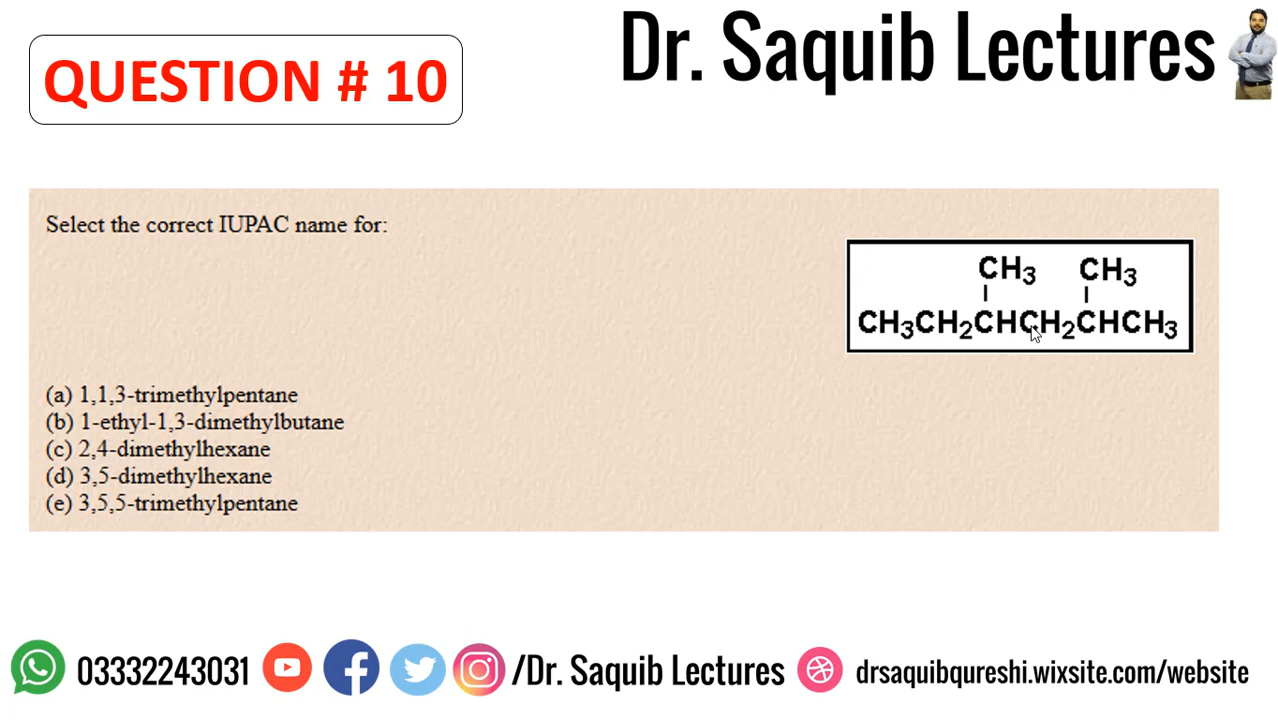 Dr. Saquib Lectures
QUESTION # 10
Select the correct IUPAC name for:
CH3 CH3
CH3CH2CHCH2CHCH3
(a) 1,1,3-trimethylpentane
(b) 1-ethyl-1,3-dimethylbutane
(c) 2,4-dimethylhexane
(d) 3,5-dimethylhexane
(e) 3,5,5-trimethylpentane
03332243031 /Dr. Saquib Lectures drsaquibqureshi.wixsite.com/website